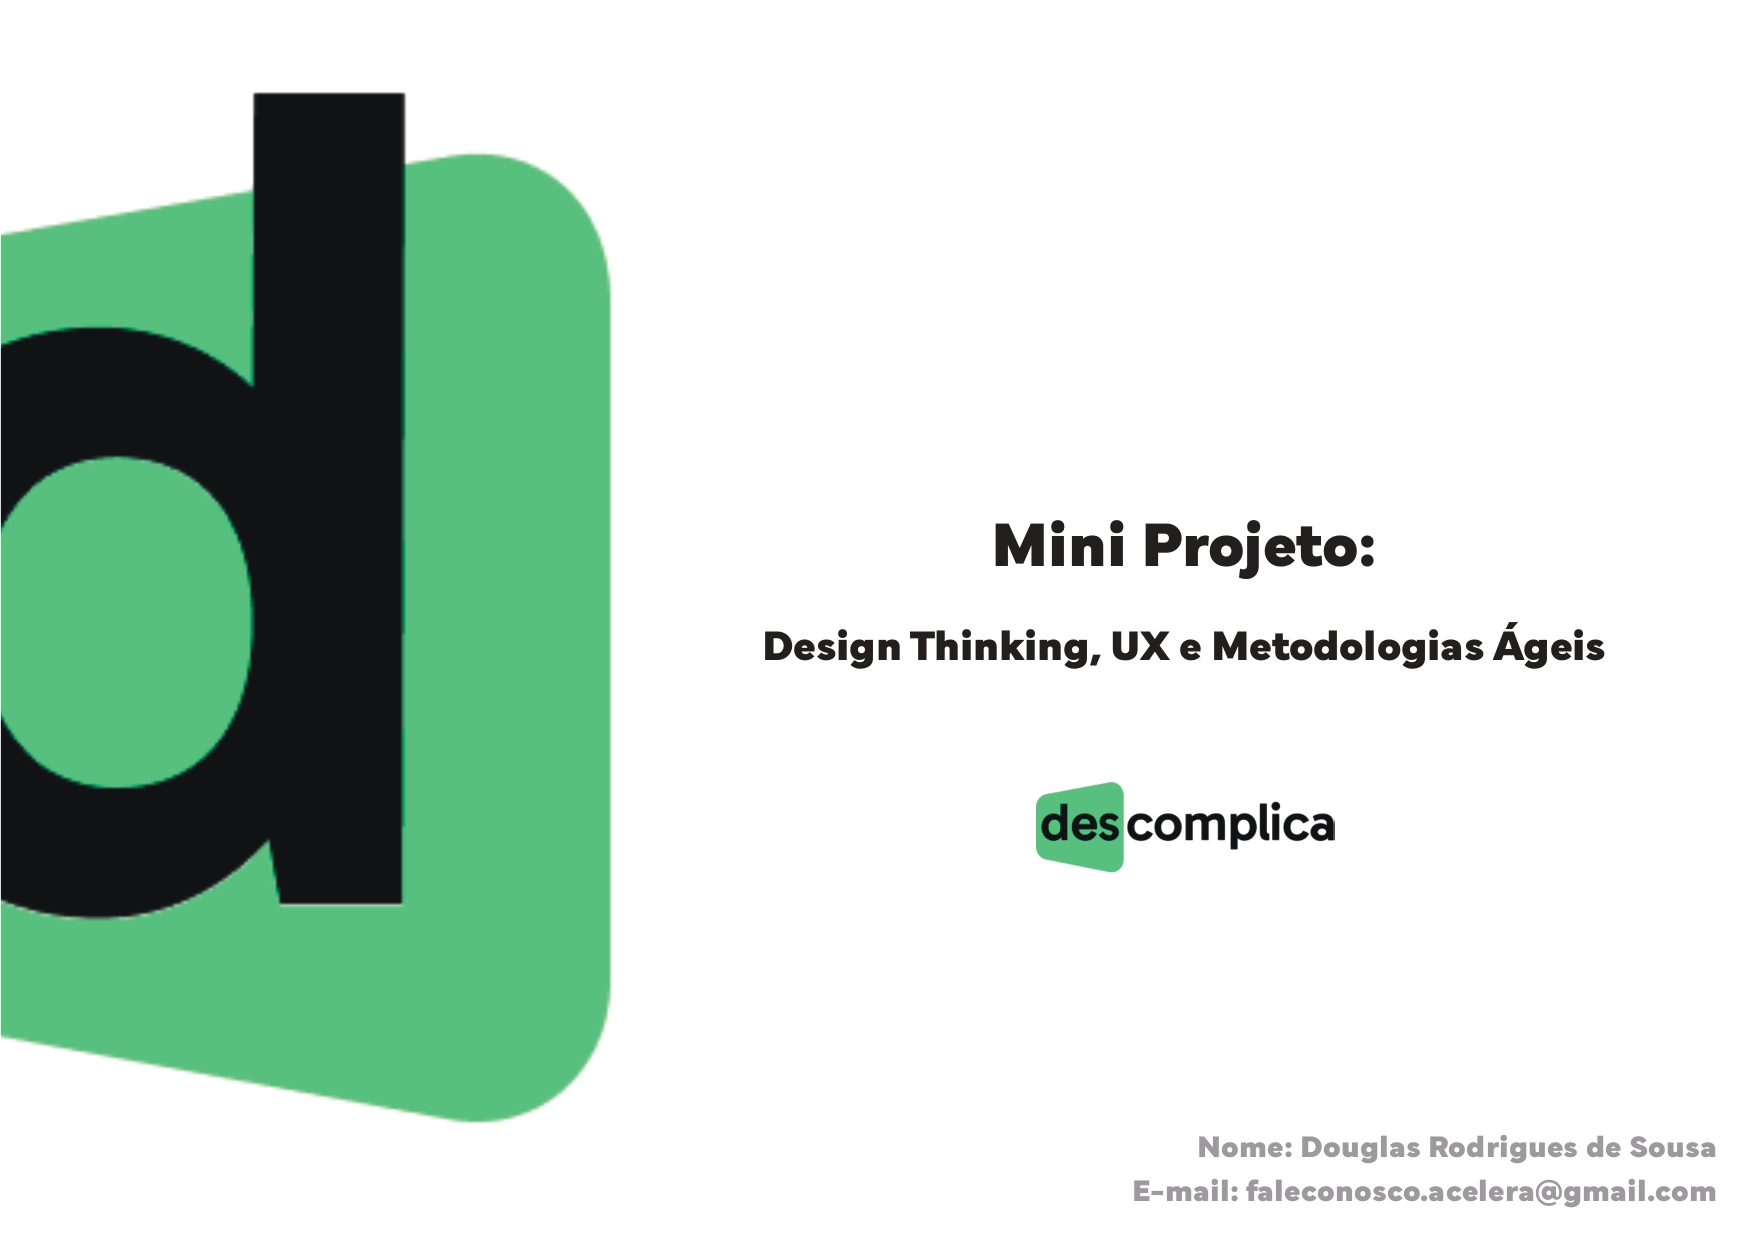 d
Mini Projeto:
Design Thinking, UX e Metodologias Ágeis
descomplica
Nome: Douglas Rodrigues de Sousa
E-mail: faleconosco.acelera@gmail.com